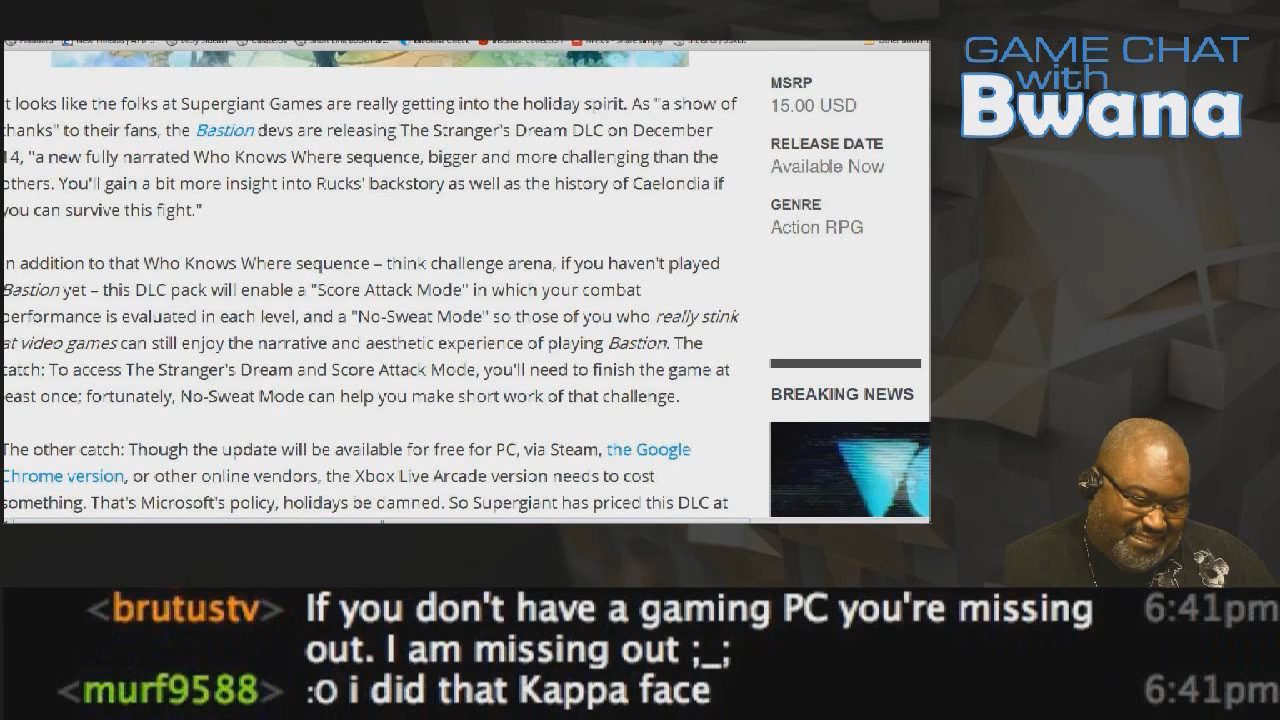 GAME CHAT
with
Bwana
t looks like the folks at Supergiant Games are really getting into the holiday spirit. As "a show of
thanks" to their fans, the Bastion devs are releasing The Stranger's Dream DLC on December
14, "a new fully narrated Who Knows Where sequence, bigger and more challenging than the
others. You'll gain a bit more insight into Rucks' backstory as well as the history of Caelondia if
you can survive this fight."
n addition to that Who Knows Where sequence – think challenge arena, if you haven't played
Bastion yet – this DLC pack will enable a "Score Attack Mode" in which your combat
performance is evaluated in each level, and a "No-Sweat Mode" so those of you who really stink
at video games can still enjoy the narrative and aesthetic experience of playing Bastion. The
catch: To access The Stranger's Dream and Score Attack Mode, you'll need to finish the game at
east once; fortunately, No-Sweat Mode can help you make short work of that challenge.
The other catch: Though the update will be available for free for PC, via Steam, the Google
Chrome version, or other online vendors, the Xbox Live Arcade version needs to cost
something. That's Microsoft's policy, holidays be camned. So Supergiant has priced this DLC at
MSRP
15.00 USD
RELEASE DATE
Available Now
GENRE
Action RPG
BREAKING NEWS
<brutustv> If you don't have a gaming PC you're missing 6:41pm
out. I am missing out ;_;
<murf9588> :O i did that Kappa face 6:41pm